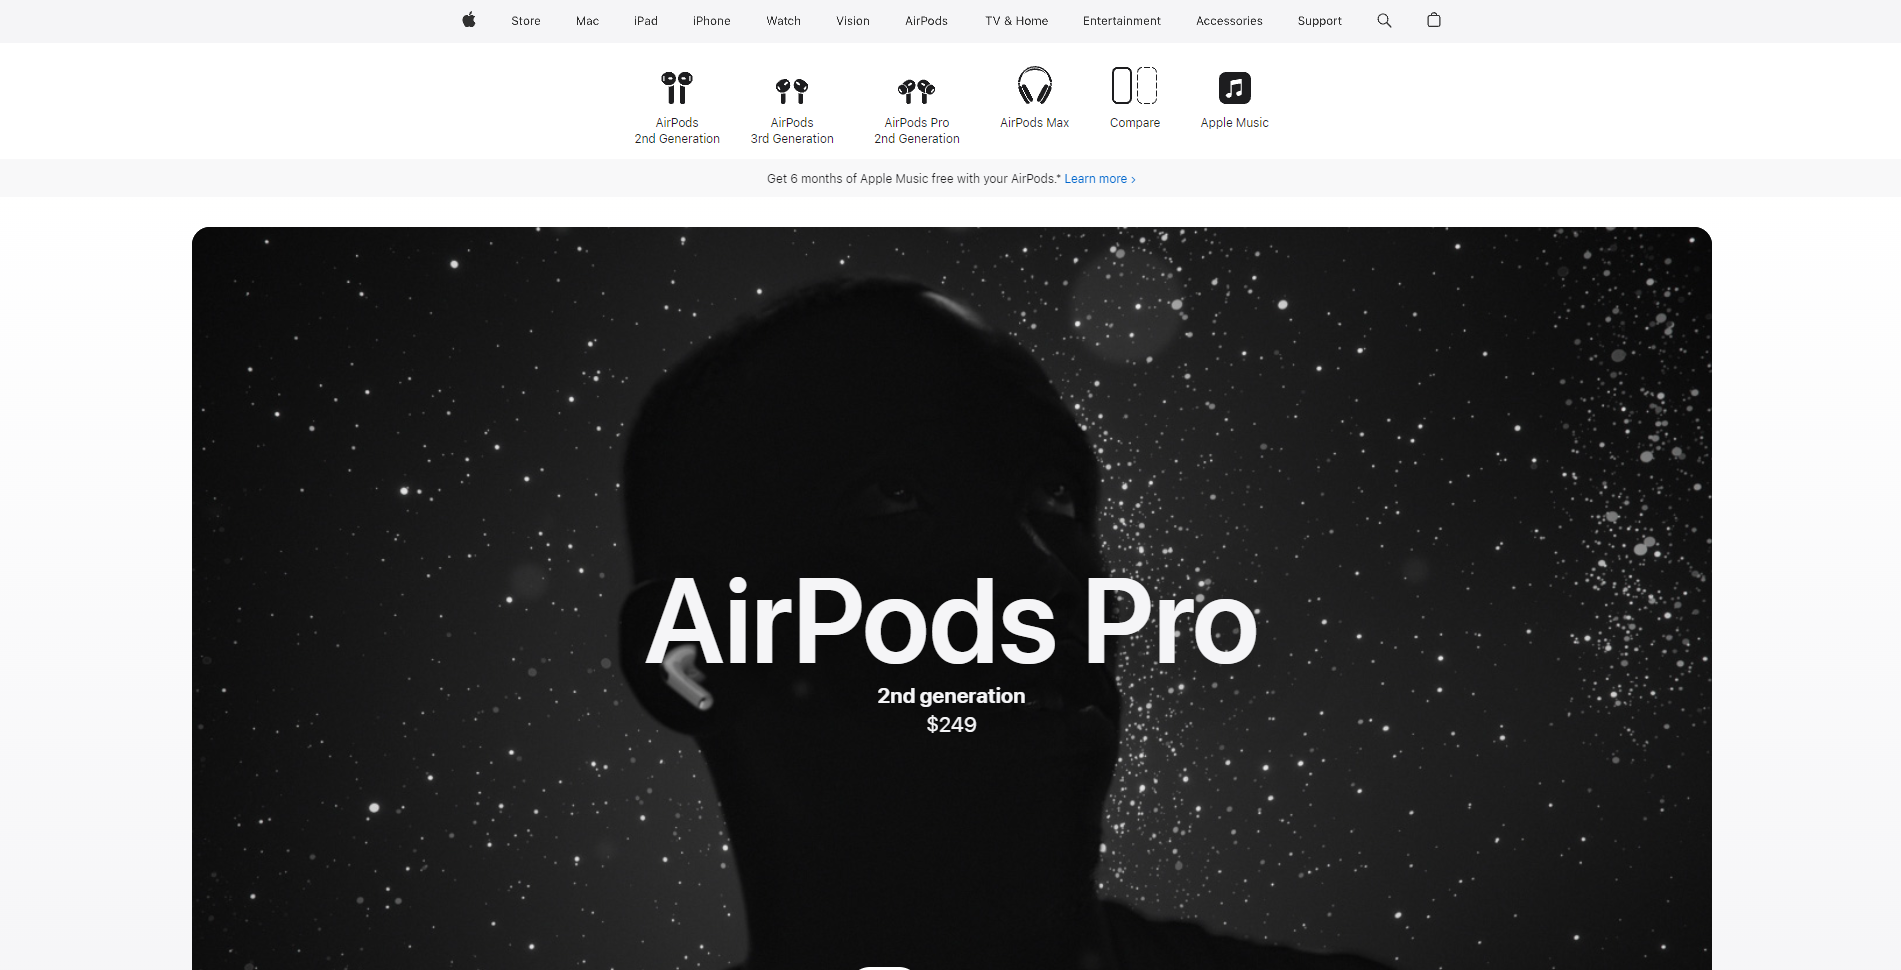 Store Mac iPad iPhone Watch Vision AirPods TV & Home Entertainment Accessories Support
AirPods
2nd Generation
AirPods
3rd Generation
AirPods Pro
2nd Generation
AirPods Max
Compare
Apple Music
Get 6 months of Apple Music free with your AirPods.* Learn more >
AirPods Pro
2nd generation
$249